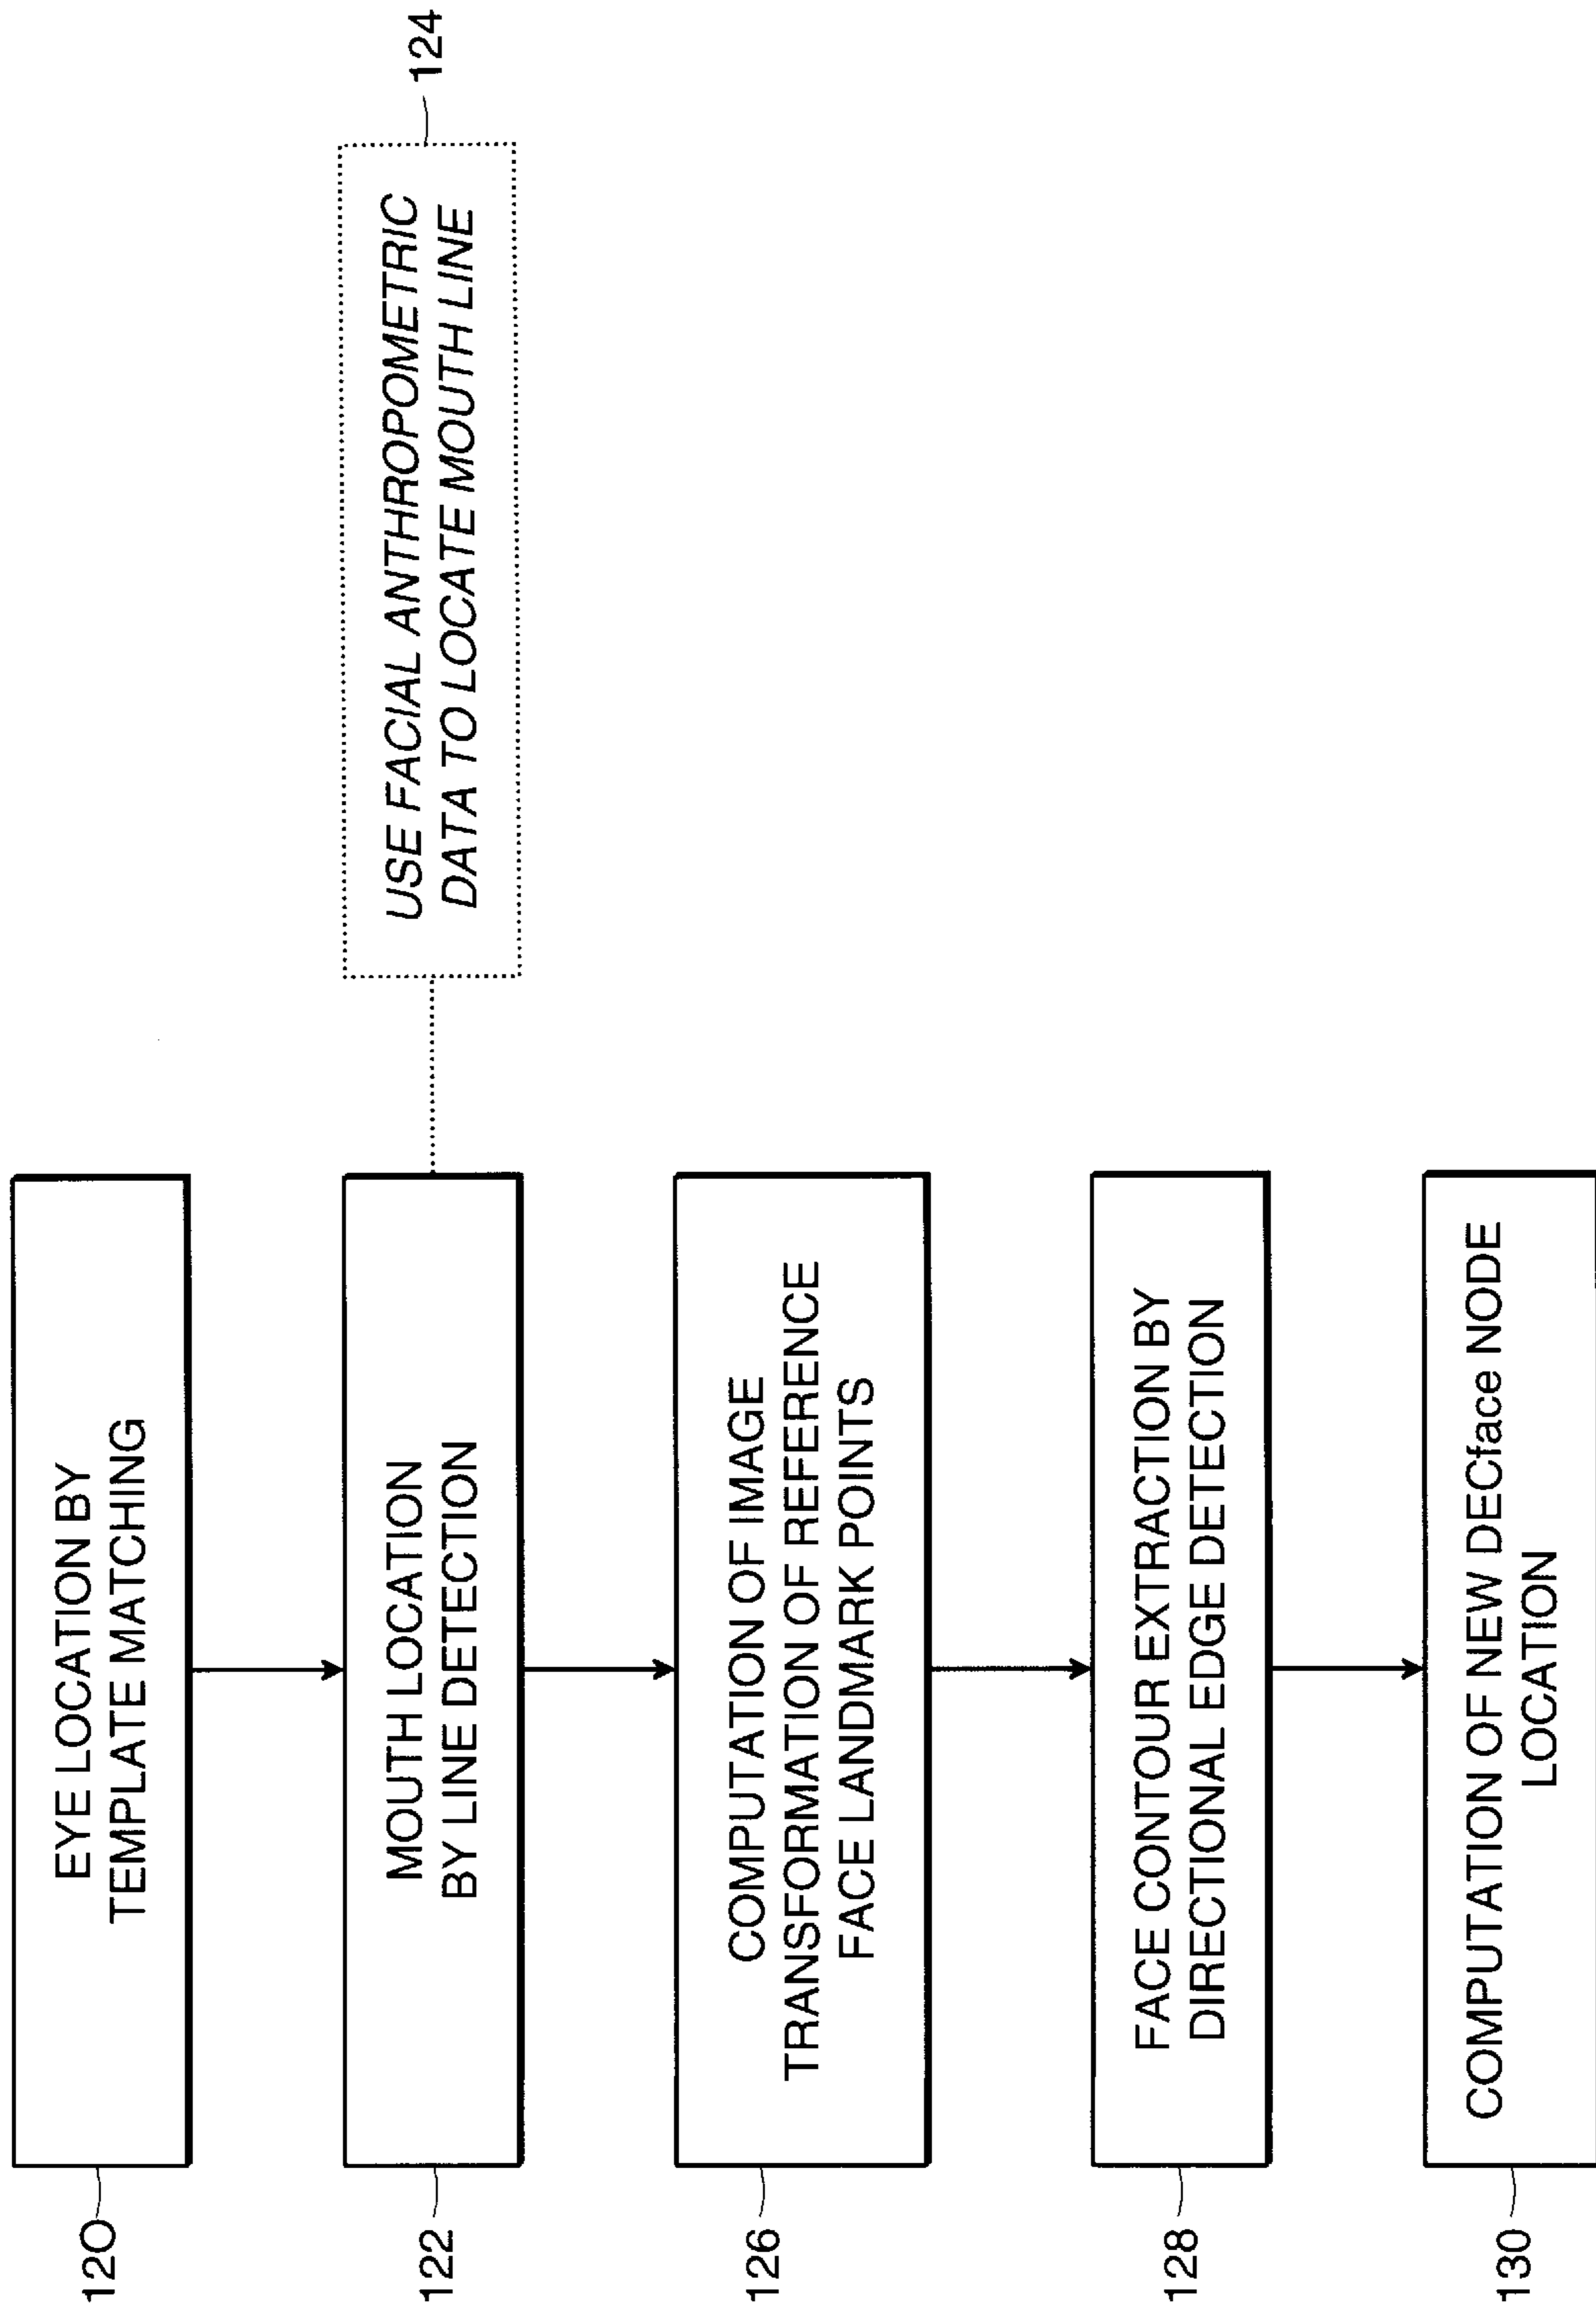 120
EYE LOCATION BY
TEMPLATE MATCHING
122
MOUTH LOCATION
BY LINE DETECTION
USE FACIAL ANTHROPOMETRIC
DATA TO LOCATE MOUTH LINE
124
126
COMPUTATION OF IMAGE
TRANSFORMATION OF REFERENCE
FACE LANDMARK POINTS
128
FACE CONTOUR EXTRACTION BY
DIRECTIONAL EDGE DETECTION
130
COMPUTATION OF NEW DECface NODE
LOCATION